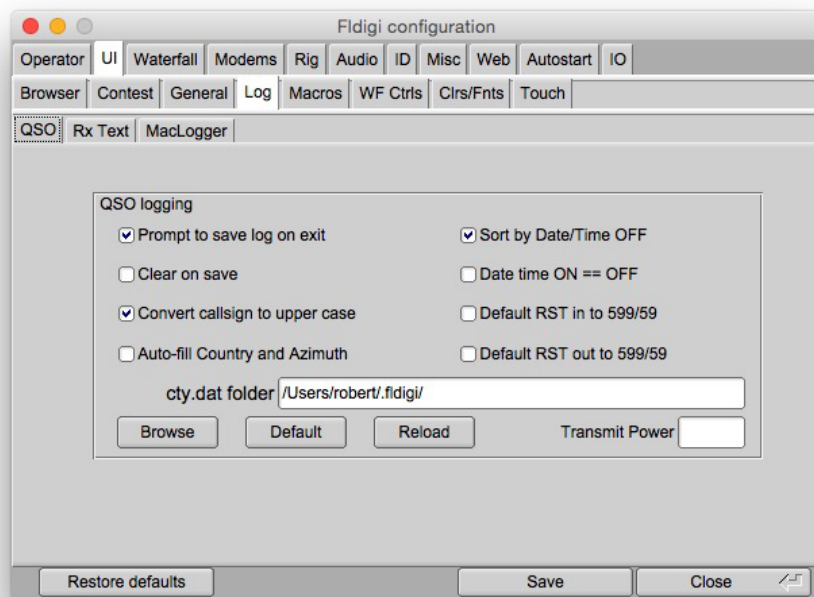 Fldigi configuration
Operator UI Waterfall Modems Rig Audio ID Misc Web Autostart IO
Browser Contest General Log Macros WF Ctrls Clrs/Fnts Touch
QSO Rx Text MacLogger
QSO logging
Prompt to save log on exit Sort by Date/Time OFF
Clear on save Date time ON == OFF
Convert callsign to upper case Default RST in to 599/59
Auto-fill Country and Azimuth Default RST out to 599/59
cty.dat folder /Users/robert/.fldigi/
Browse Default Reload Transmit Power
Restore defaults Save Close